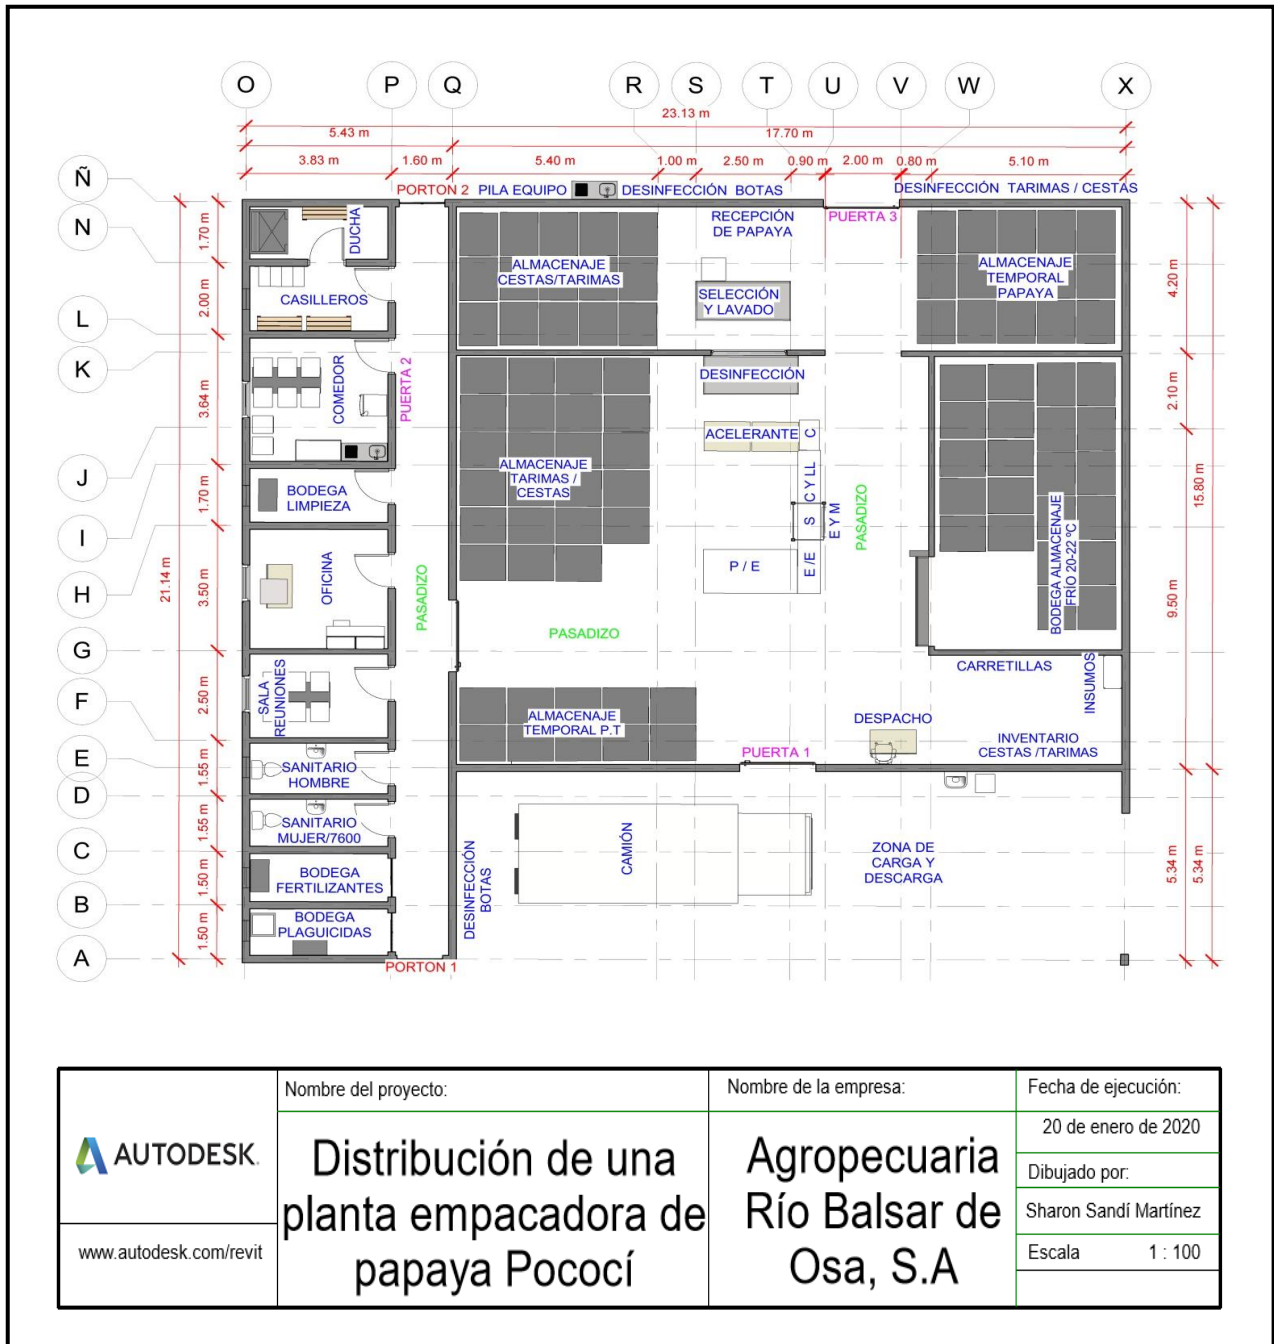 O P Q R S T U V W X
23.13 m
5.43 m 17.70 m
3.83 m 1.60 m 5.40 m 1.00 m 2.50 m 0.90 m 2.00 m 0.80 m 5.10 m
Ñ
N
L
K
J
I
H
G
F
E
D
C
B
A
21.14 m
1.70 m
2.00 m
3.64 m
1.70 m
3.50 m
2.50 m
1.55 m
1.55 m
1.50 m
1.50 m
PORTON 2
PILA EQUIPO
DESINFECCIÓN BOTAS
DESINFECCIÓN TARIMAS / CESTAS
DUCHA
CASILLEROS
COMEDOR
PUERTA 2
BODEGA
LIMPIEZA
OFICINA
PASADIZO
SALA
REUNIONES
SANITARIO
HOMBRE
SANITARIO
MUJER/7600
BODEGA
FERTILIZANTES
BODEGA
PLAGUICIDAS
PORTON 1
ALMACENAJE
CESTAS/TARIMAS
RECEPCIÓN
DE PAPAYA
PUERTA 3
SELECCIÓN
Y LAVADO
ALMACENAJE
TEMPORAL
PAPAYA
DESINFECCIÓN
ACELERANTE
C
C Y LL
S
E Y M
E /E
P / E
ALMACENAJE
TARIMAS /
CESTAS
PASADIZO
PASADIZO
BODEGA ALMACENAJE
FRÍO 20-22 ºC
CARRETILLAS
INSUMOS
ALMACENAJE
TEMPORAL P.T
DESPACHO
INVENTARIO
CESTAS /TARIMAS
PUERTA 1
DESINFECCIÓN
BOTAS
CAMIÓN
ZONA DE
CARGA Y
DESCARGA
4.20 m
2.10 m
9.50 m
5.34 m
15.80 m
5.34 m
AUTODESK.
www.autodesk.com/revit
Nombre del proyecto:
Distribución de una
planta empacadora de
papaya Pococí
Nombre de la empresa:
Agropecuaria
Río Balsar de
Osa, S.A
Fecha de ejecución:
20 de enero de 2020
Dibujado por:
Sharon Sandí Martínez
Escala 1 : 100